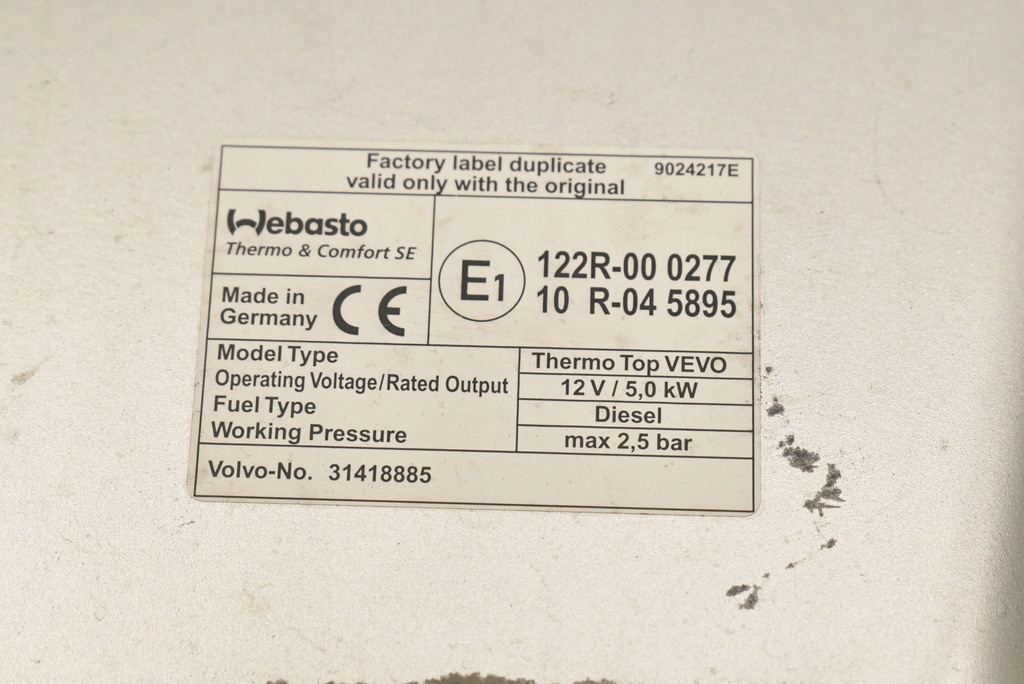 Factory label duplicate
valid only with the original
9024217E
Webasto
Thermo & Comfort SE
Made in
Germany
CE
E1
122R-00 0277
10 R-04 5895
Model Type
Thermo Top VEVO
Operating Voltage/Rated Output
12 V / 5,0 kW
Fuel Type
Diesel
Working Pressure
max 2,5 bar
Volvo-No. 31418885